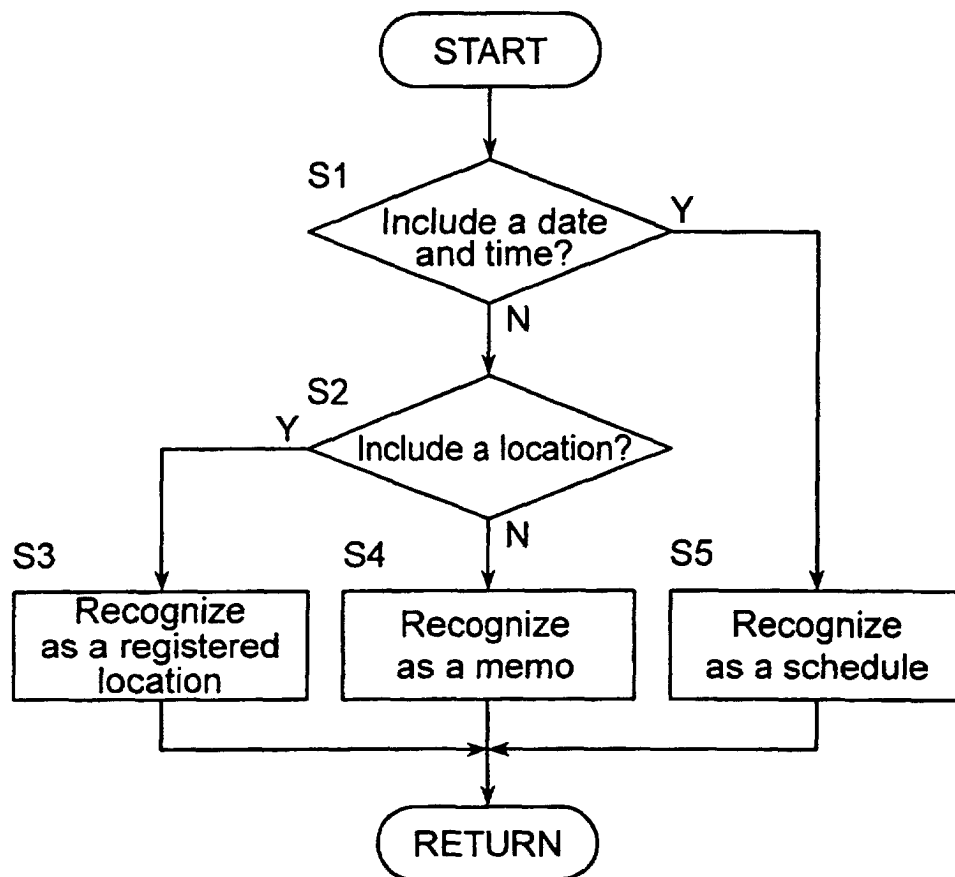 START
S1
Include a date
and time?
Y
N
S2
Y
Include a location?
N
S3
Recognize
as a registered
location
S4
Recognize
as a memo
S5
Recognize
as a schedule
RETURN